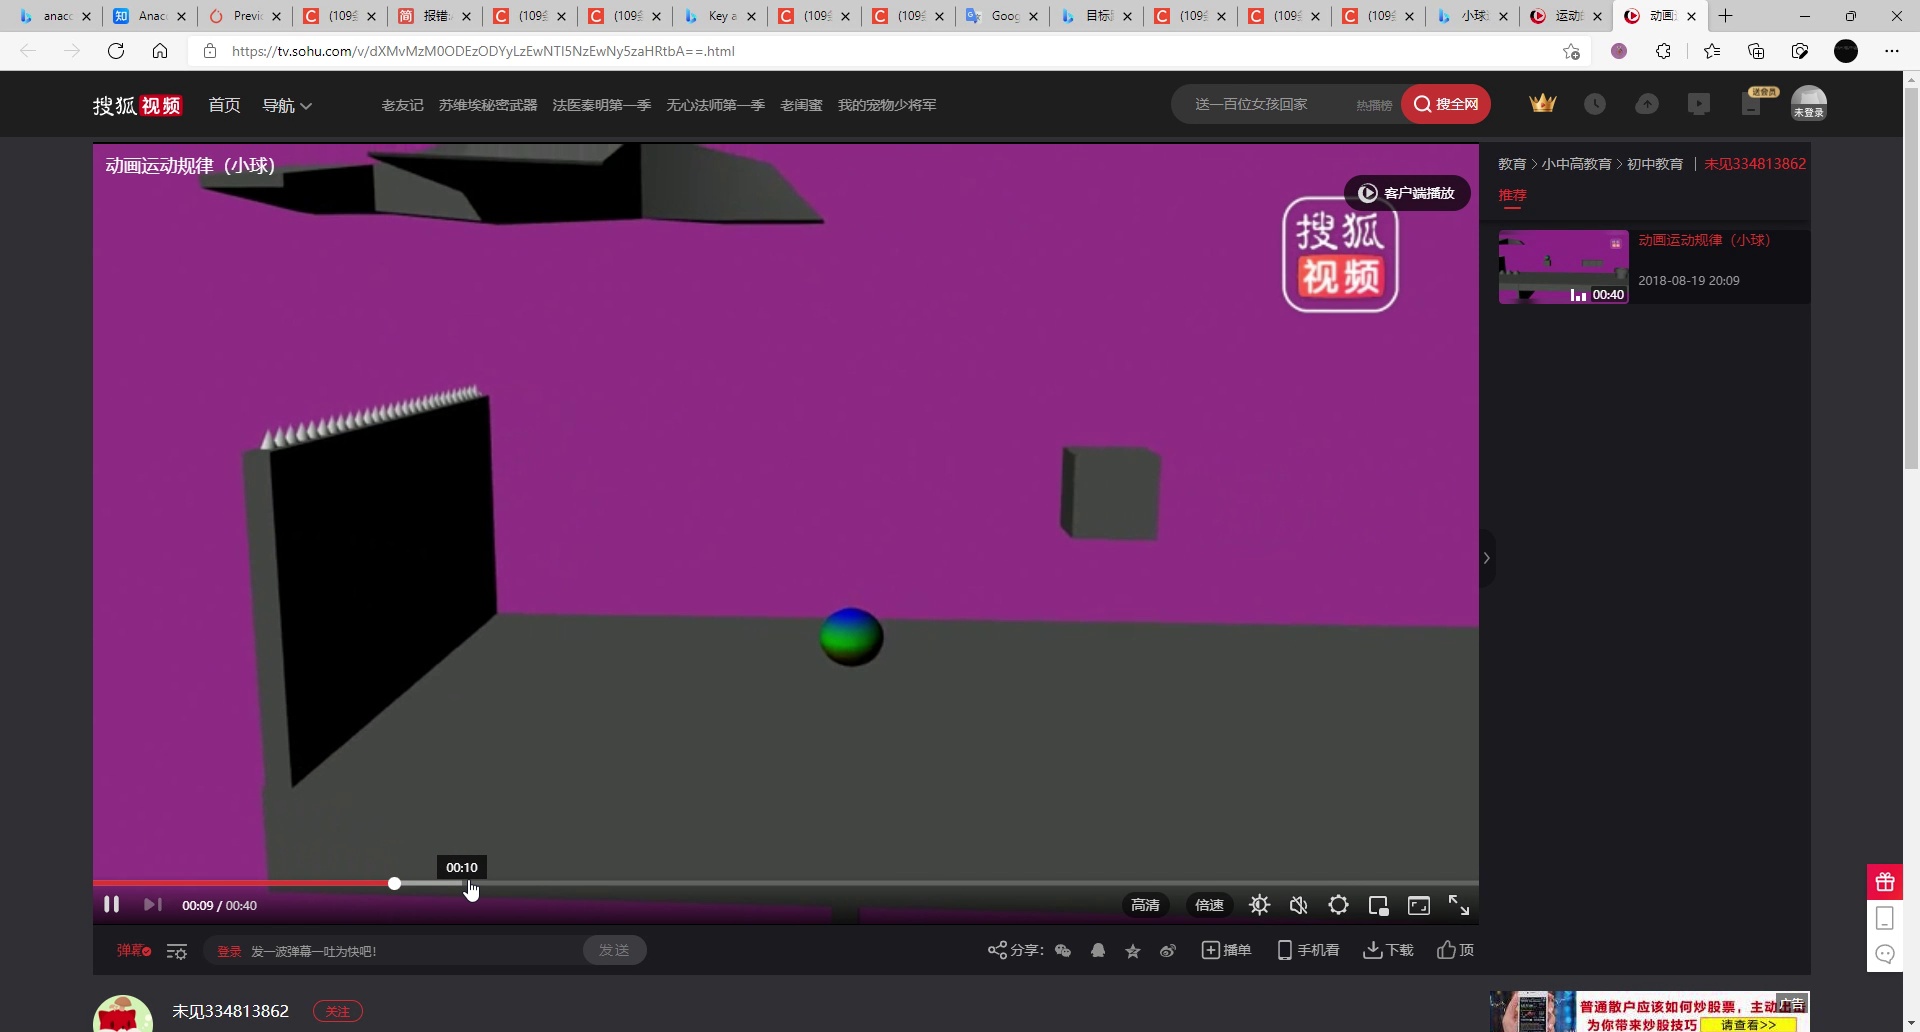 anacc
Anac
Previ
(109
(109
报错:
(109
(109
Key a
(109
(109
Goog
目标
(109
(109
(109
小球
运动
动画
https://tv.sohu.com/v/dXMvMzM0ODEzODYyLzEwNTI5NzEwNy5zaHRtbA==.html
搜狐视频 首页 导航 老友记 苏维埃秘密武器 法医秦明第一季 无心法师第一季 老闺蜜 我的宠物少将军 送一百位女孩回家 热播榜 搜全网 送会员 未登录
动画运动规律（小球）
客户端播放
搜狐
视频
教育 > 小中高教育 > 初中教育 | 未见334813862
推荐
动画运动规律（小球）
2018-08-19 20:09
00:40
00:10
00:09 / 00:40
高清 倍速
弹幕 登录 发一波弹幕一吐为快吧! 发送 分享: 播单 手机看 下载 顶
未见334813862 关注
普通散户应该如何炒股票，主动出
广告
为你带来炒股技巧 请查看>>